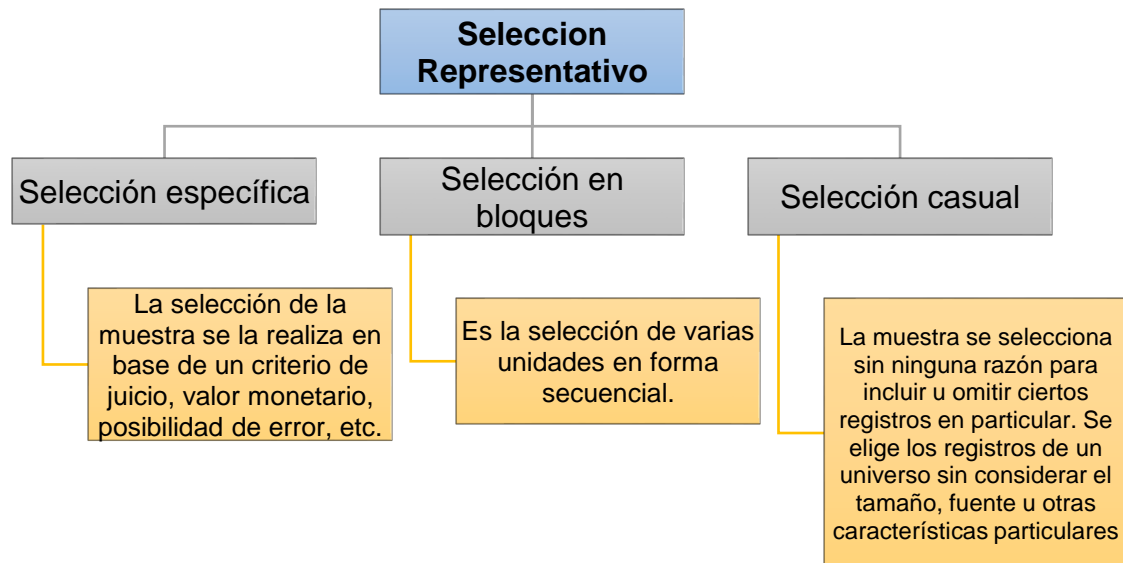 Seleccion
Representativo
Selección específica
La selección de la
muestra se la realiza en
base de un criterio de
juicio, valor monetario,
posibilidad de error, etc.
Selección en
bloques
Es la selección de varias
unidades en forma
secuencial.
Selección casual
La muestra se selecciona
sin ninguna razón para
incluir u omitir ciertos
registros en particular. Se
elige los registros de un
universo sin considerar el
tamaño, fuente u otras
características particulares